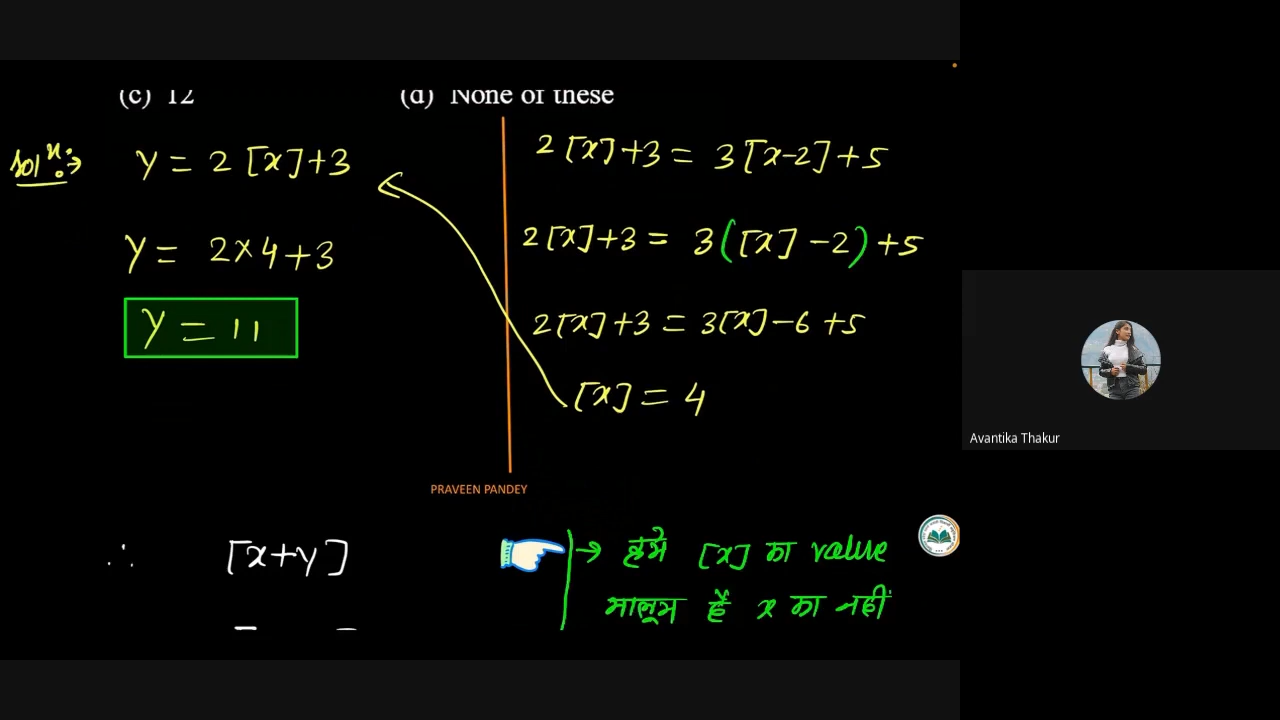 (c) 12 (d) None of these
Solⁿ:→ y = 2 [x]+3
y = 2×4+3
y = 11
2[x]+3 = 3[x-2]+5
2[x]+3 = 3([x]-2)+5
2[x]+3 = 3[x]-6+5
[x] = 4
PRAVEEN PANDEY
∴ [x+y]
→ हमे [x] का value
मालूम है x का नहीं
Avantika Thakur